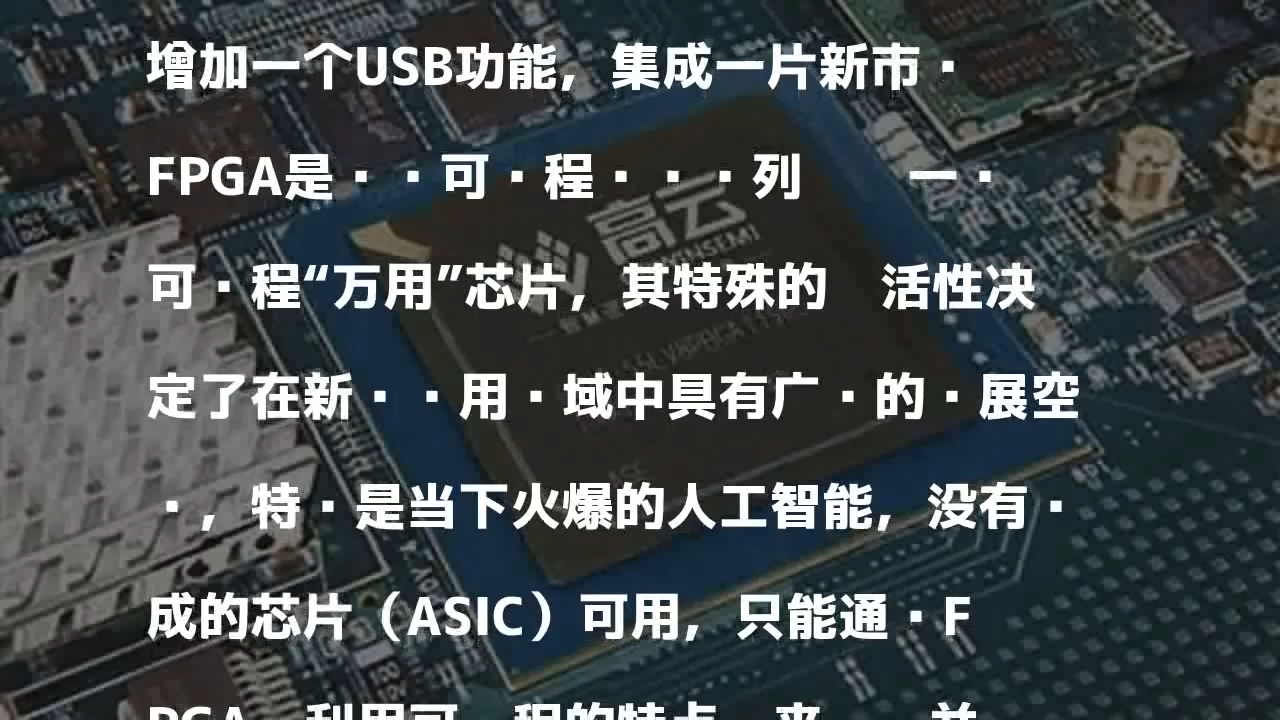 增加一个USB功能，集成一片新市·
FPGA是··可·程···列 一·
可·程“万用”芯片，其特殊的 活性决
定了在新··用·域中具有广·的·展空
·，特·是当下火爆的人工智能，没有·
成的芯片（ASIC）可用，只能通·F
高云